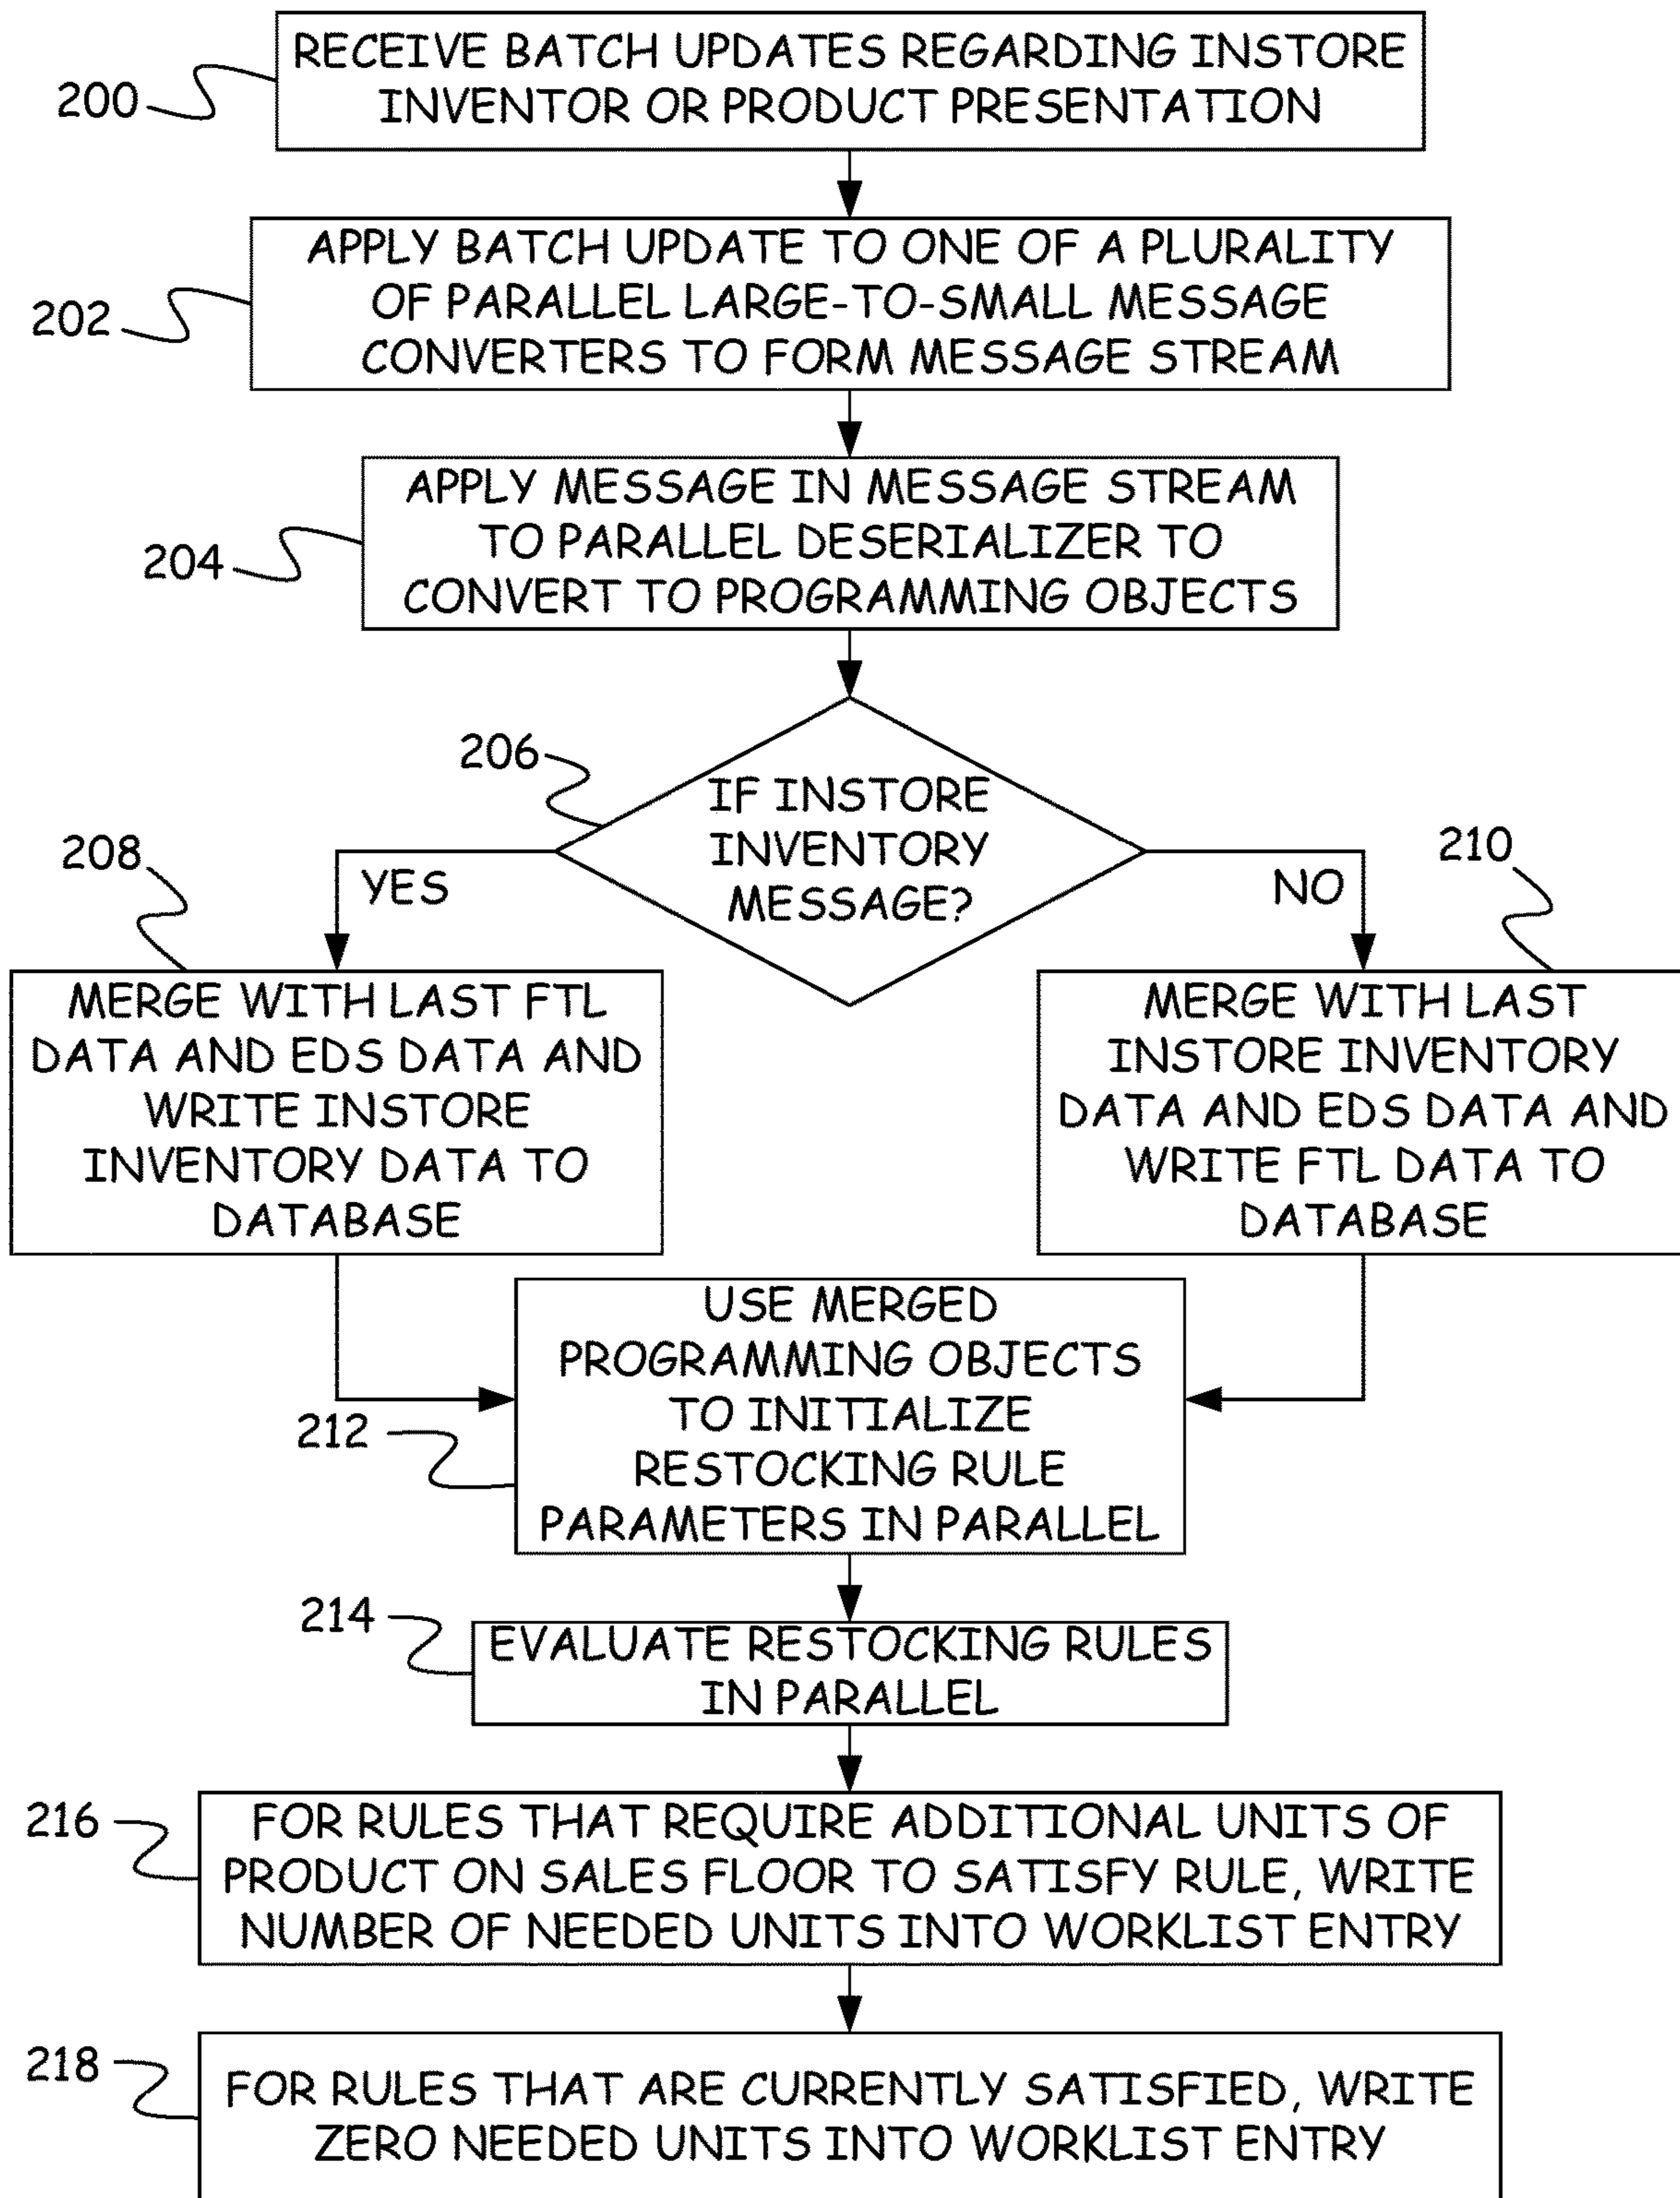 RECEIVE BATCH UPDATES REGARDING INSTORE
INVENTOR OR PRODUCT PRESENTATION
200
APPLY BATCH UPDATE TO ONE OF A PLURALITY
OF PARALLEL LARGE-TO-SMALL MESSAGE
CONVERTERS TO FORM MESSAGE STREAM
202
APPLY MESSAGE IN MESSAGE STREAM
TO PARALLEL DESERIALIZER TO
CONVERT TO PROGRAMMING OBJECTS
204
206
IF INSTORE
INVENTORY
MESSAGE?
208
YES
NO
210
MERGE WITH LAST FTL
DATA AND EDS DATA AND
WRITE INSTORE
INVENTORY DATA TO
DATABASE
MERGE WITH LAST
INSTORE INVENTORY
DATA AND EDS DATA AND
WRITE FTL DATA TO
DATABASE
USE MERGED
PROGRAMMING OBJECTS
TO INITIALIZE
RESTOCKING RULE
PARAMETERS IN PARALLEL
212
214
EVALUATE RESTOCKING RULES
IN PARALLEL
216
FOR RULES THAT REQUIRE ADDITIONAL UNITS OF
PRODUCT ON SALES FLOOR TO SATISFY RULE, WRITE
NUMBER OF NEEDED UNITS INTO WORKLIST ENTRY
218
FOR RULES THAT ARE CURRENTLY SATISFIED, WRITE
ZERO NEEDED UNITS INTO WORKLIST ENTRY